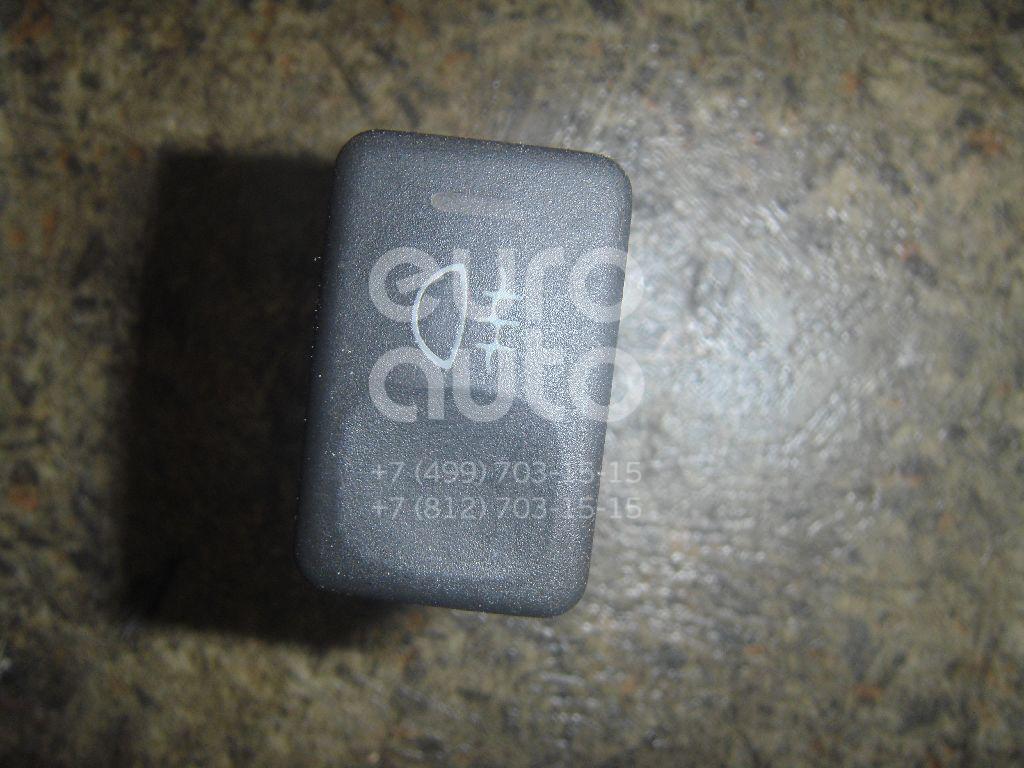 euro
auto
+7 (499) 703-15-15
+7 (812) 703-15-15